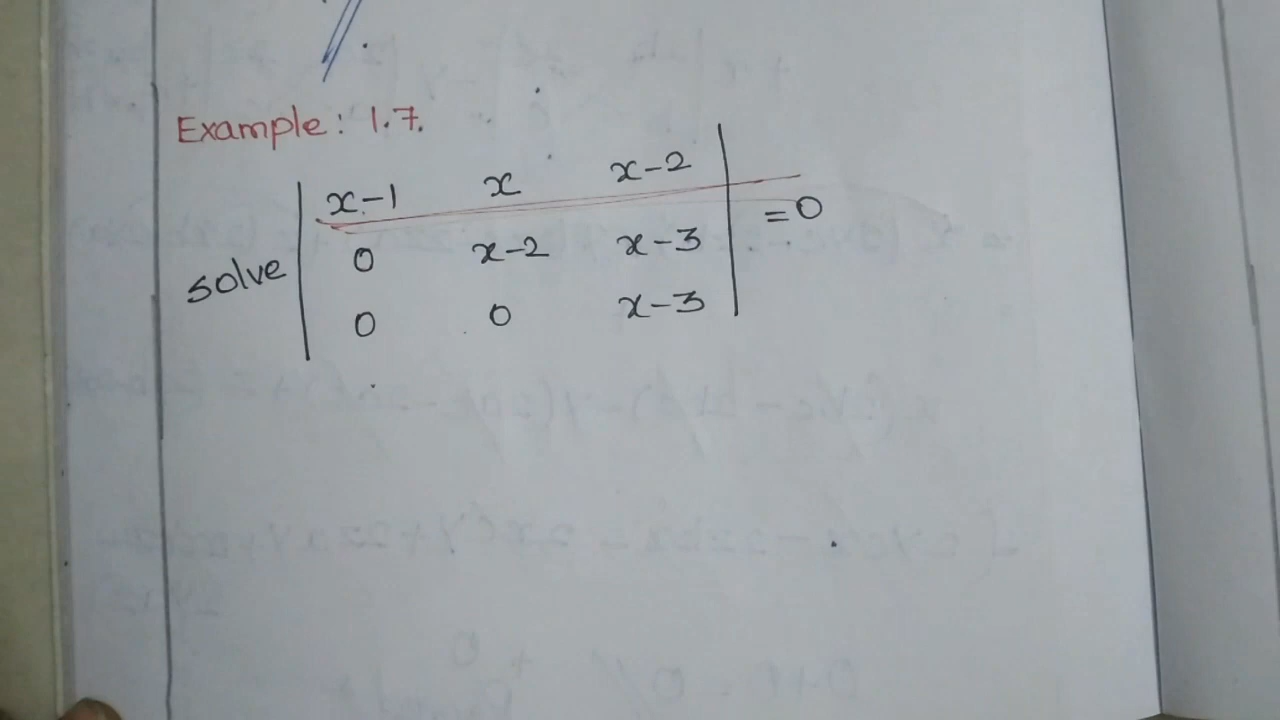 Example: 1.7.
solve | x-1 x x-2 |
| 0 x-2 x-3 | = 0
| 0 0 x-3 |